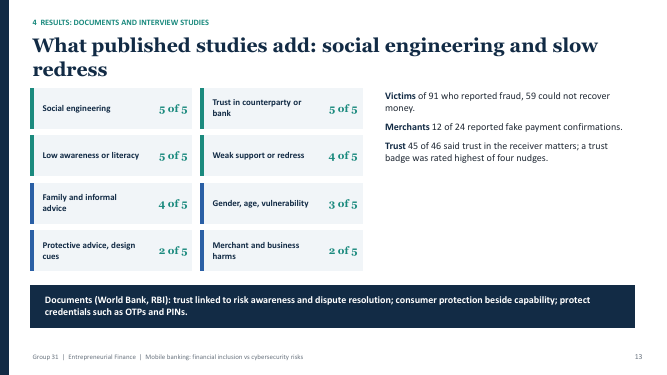 4 RESULTS: DOCUMENTS AND INTERVIEW STUDIES
What published studies add: social engineering and slow
redress
Social engineering 5 of 5
Trust in counterparty or
bank 5 of 5
Low awareness or literacy 5 of 5
Weak support or redress 4 of 5
Family and informal
advice 4 of 5
Gender, age, vulnerability 3 of 5
Protective advice, design
cues 2 of 5
Merchant and business
harms 2 of 5
Victims of 91 who reported fraud, 59 could not recover
money.
Merchants 12 of 24 reported fake payment confirmations.
Trust 45 of 46 said trust in the receiver matters; a trust
badge was rated highest of four nudges.
Documents (World Bank, RBI): trust linked to risk awareness and dispute resolution; consumer protection beside capability; protect
credentials such as OTPs and PINs.
Group 31 | Entrepreneurial Finance | Mobile banking: financial inclusion vs cybersecurity risks
13